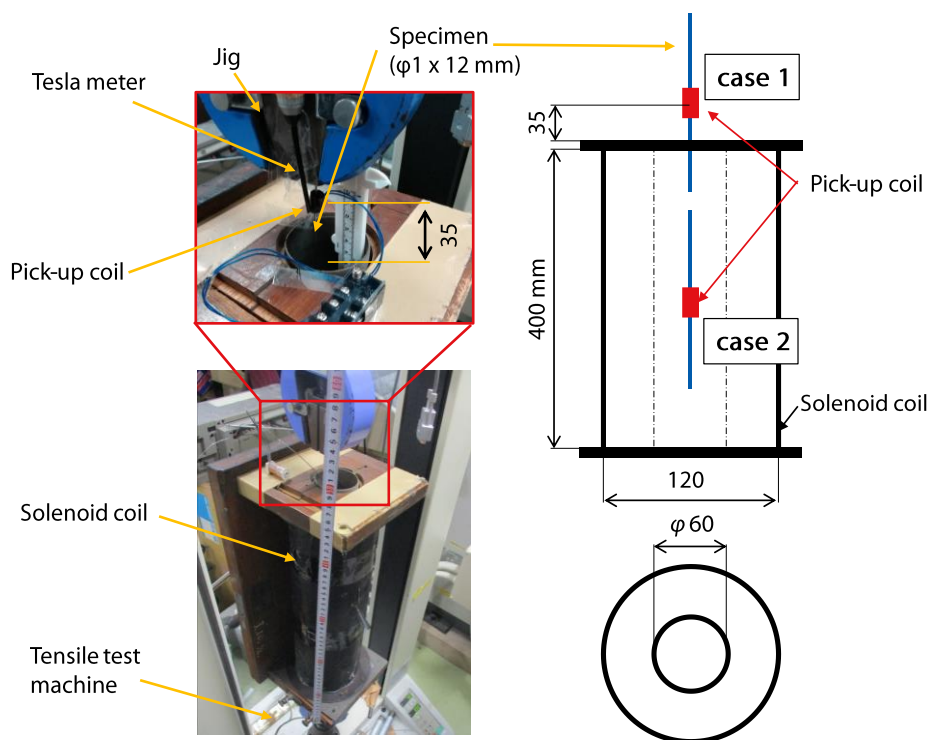 Specimen
(φ1 x 12 mm)
Jig
Tesla meter
case 1
35
Pick-up coil
35
Pick-up coil
400 mm
case 2
Solenoid coil
120
φ 60
Solenoid coil
Tensile test
machine